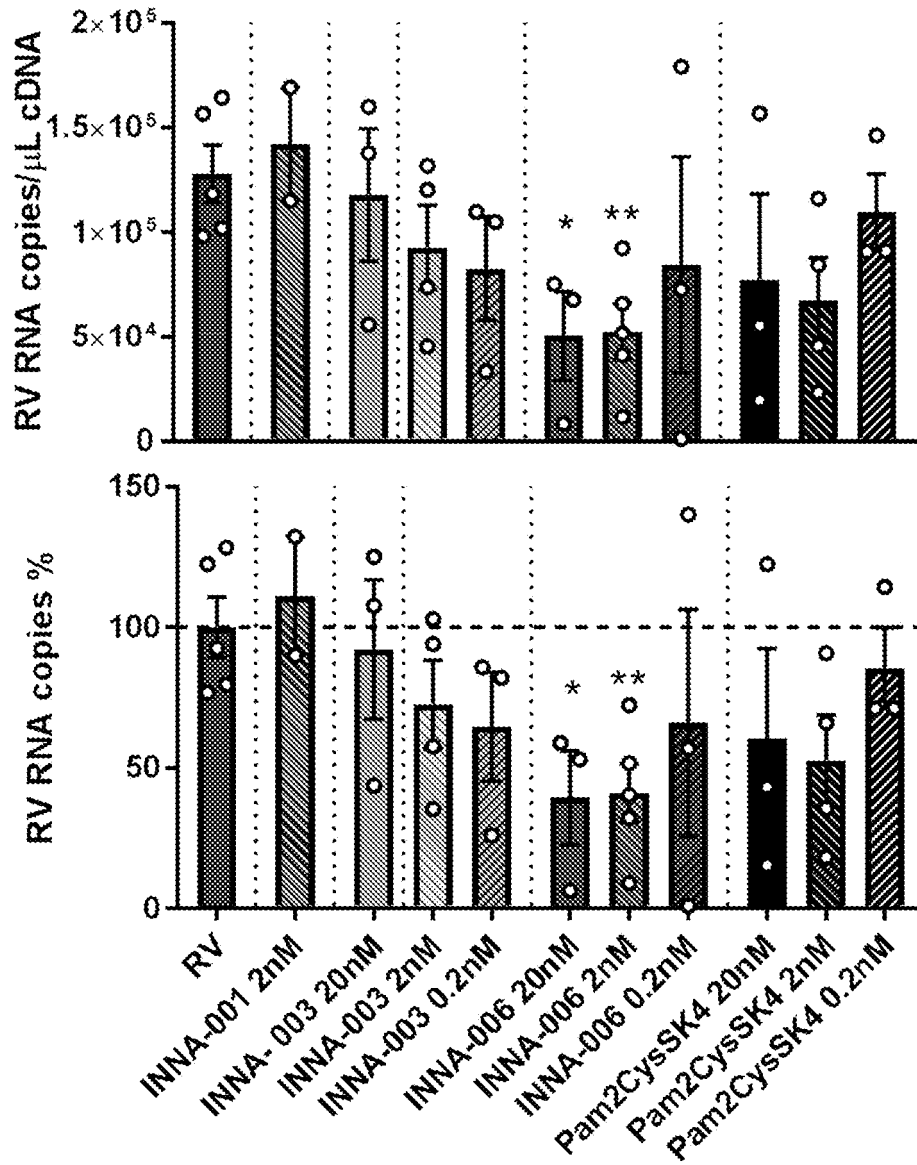 RV RNA copies/μL cDNA
2×10⁵
1.5×10⁵
1×10⁵
5×10⁴
0
*
**
RV RNA copies %
150
100
50
0
*
**
RV
INNA-001 2nM
INNA- 003 20nM
INNA-003 2nM
INNA-003 0.2nM
INNA-006 20nM
INNA-006 2nM
INNA-006 0.2nM
Pam2CysSK4 20nM
Pam2CysSK4 2nM
Pam2CysSK4 0.2nM